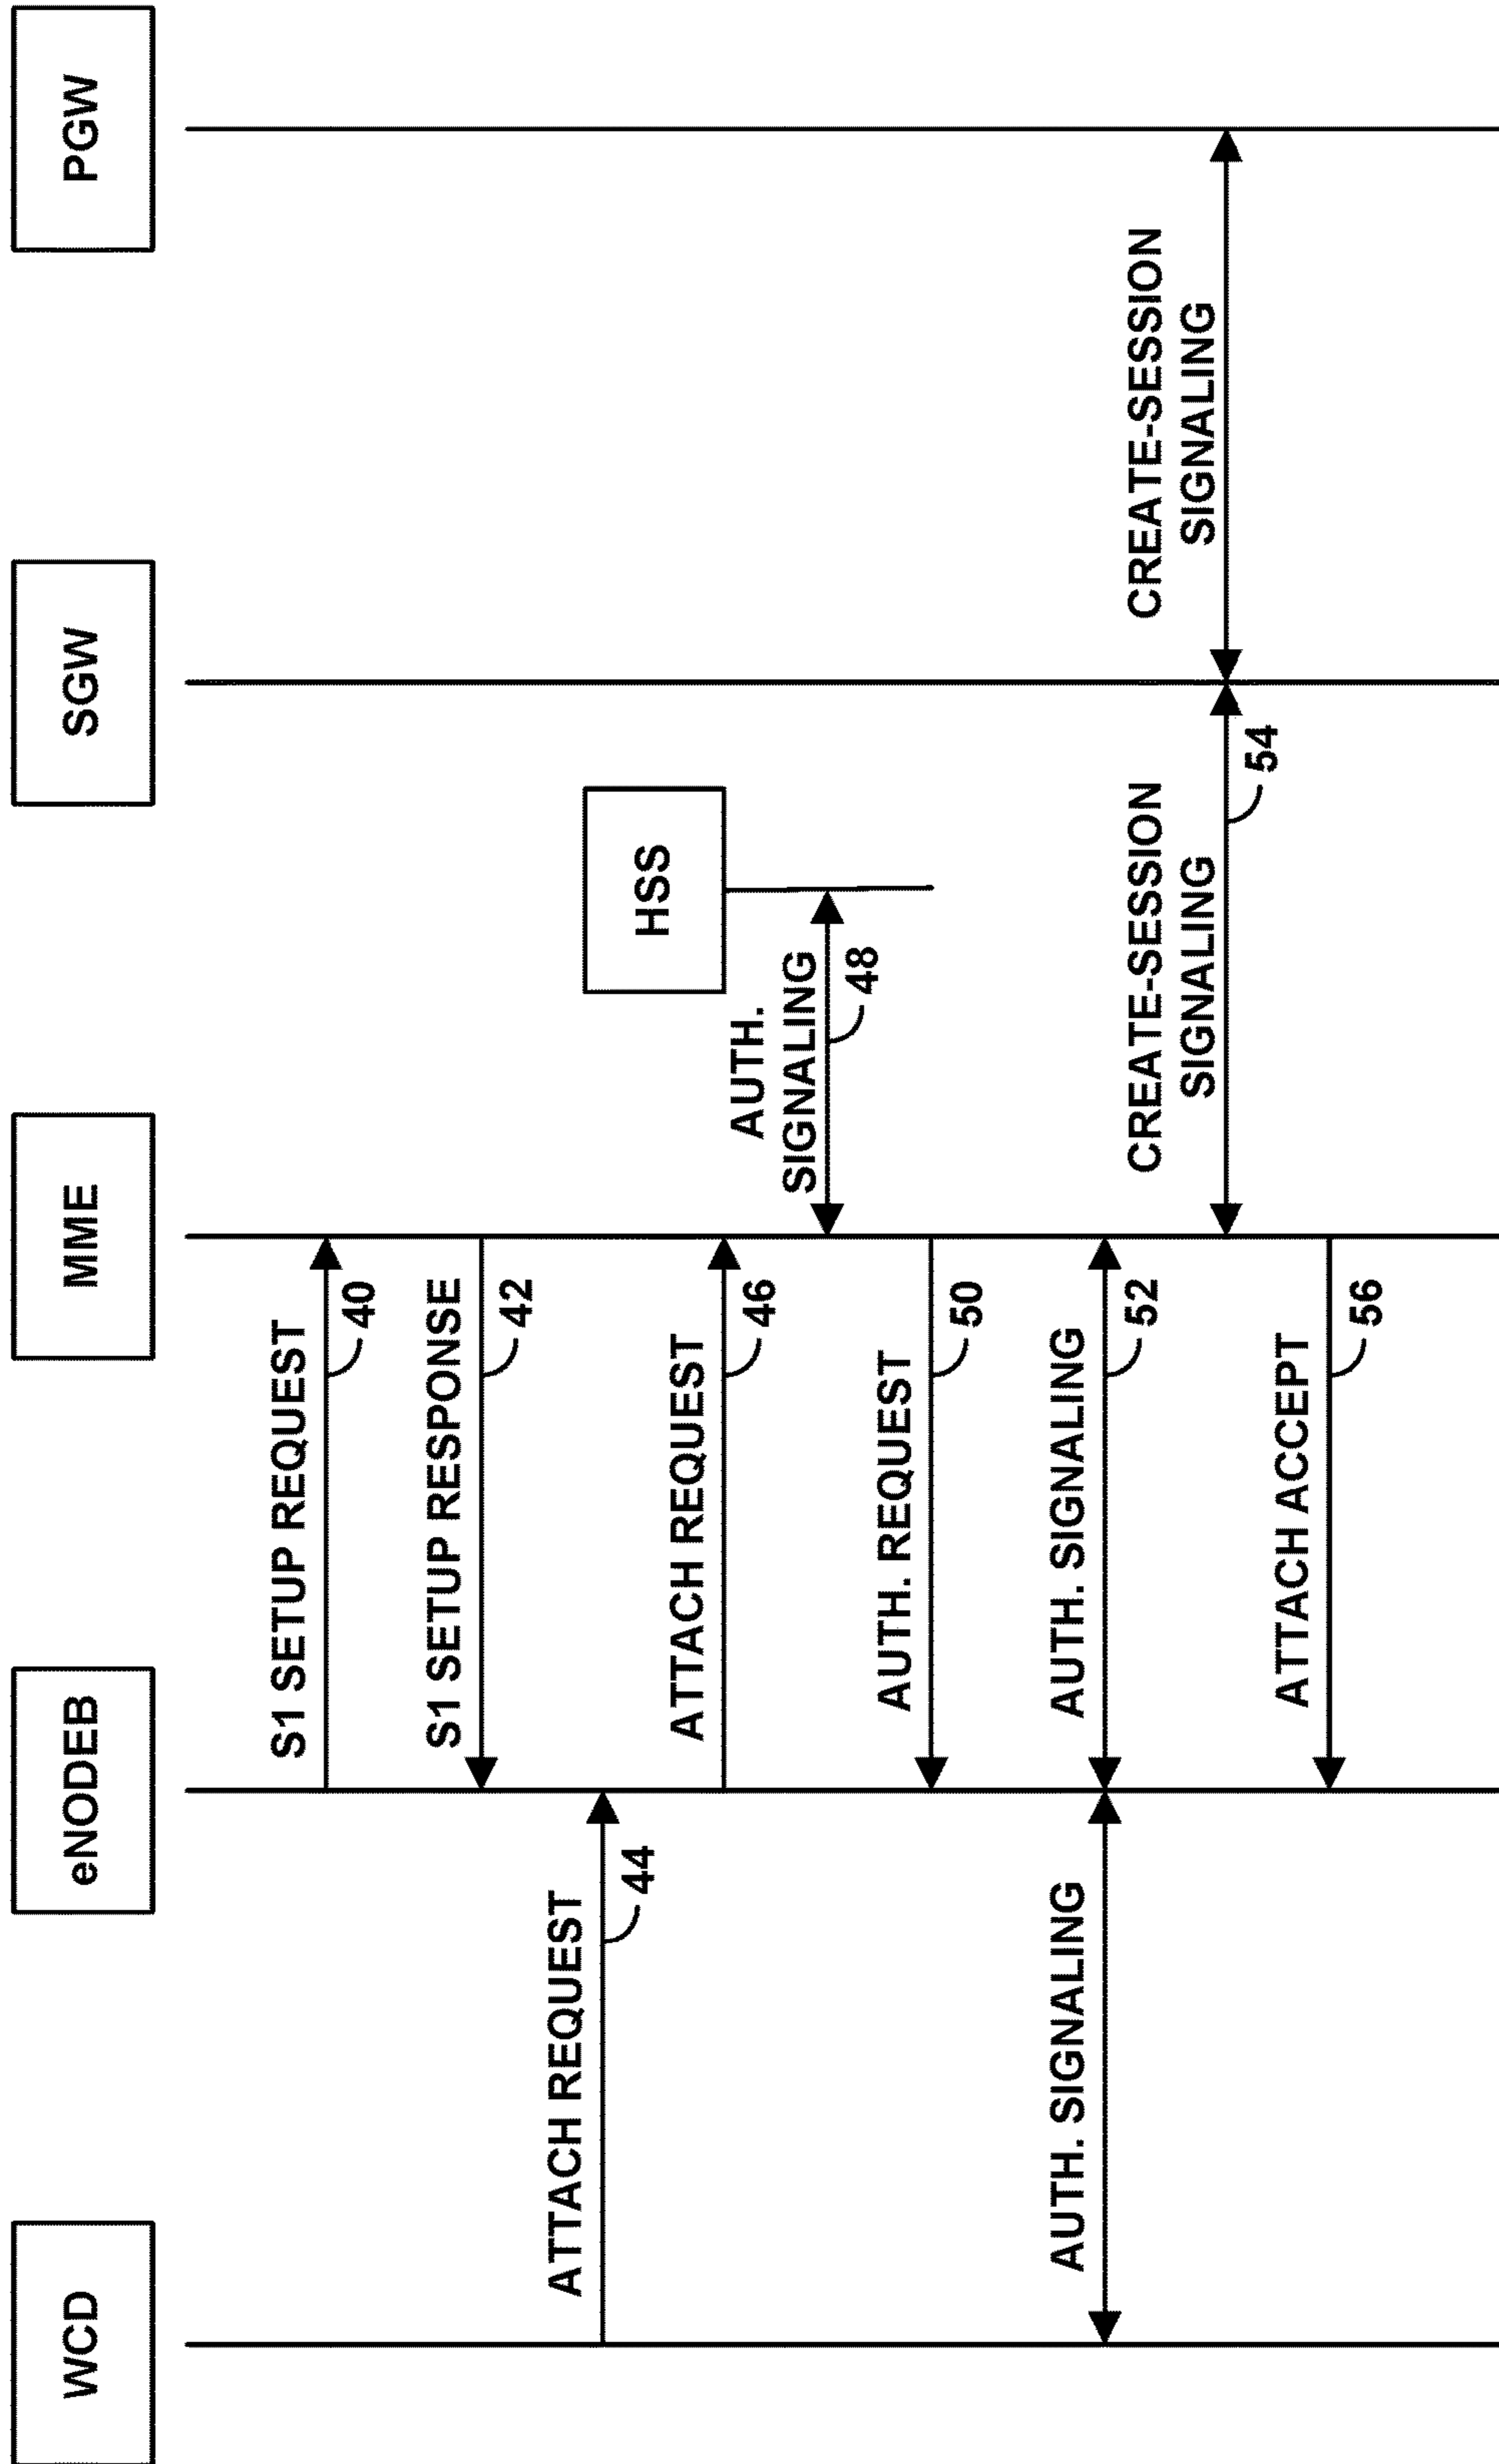 WCD
eNODEB
MME
SGW
PGW
S1 SETUP REQUEST
40
S1 SETUP RESPONSE
42
ATTACH REQUEST
44
HSS
ATTACH REQUEST
46
AUTH.
SIGNALING
48
AUTH. REQUEST
50
AUTH. SIGNALING
AUTH. SIGNALING
52
CREATE-SESSION
SIGNALING
54
CREATE-SESSION
SIGNALING
ATTACH ACCEPT
56